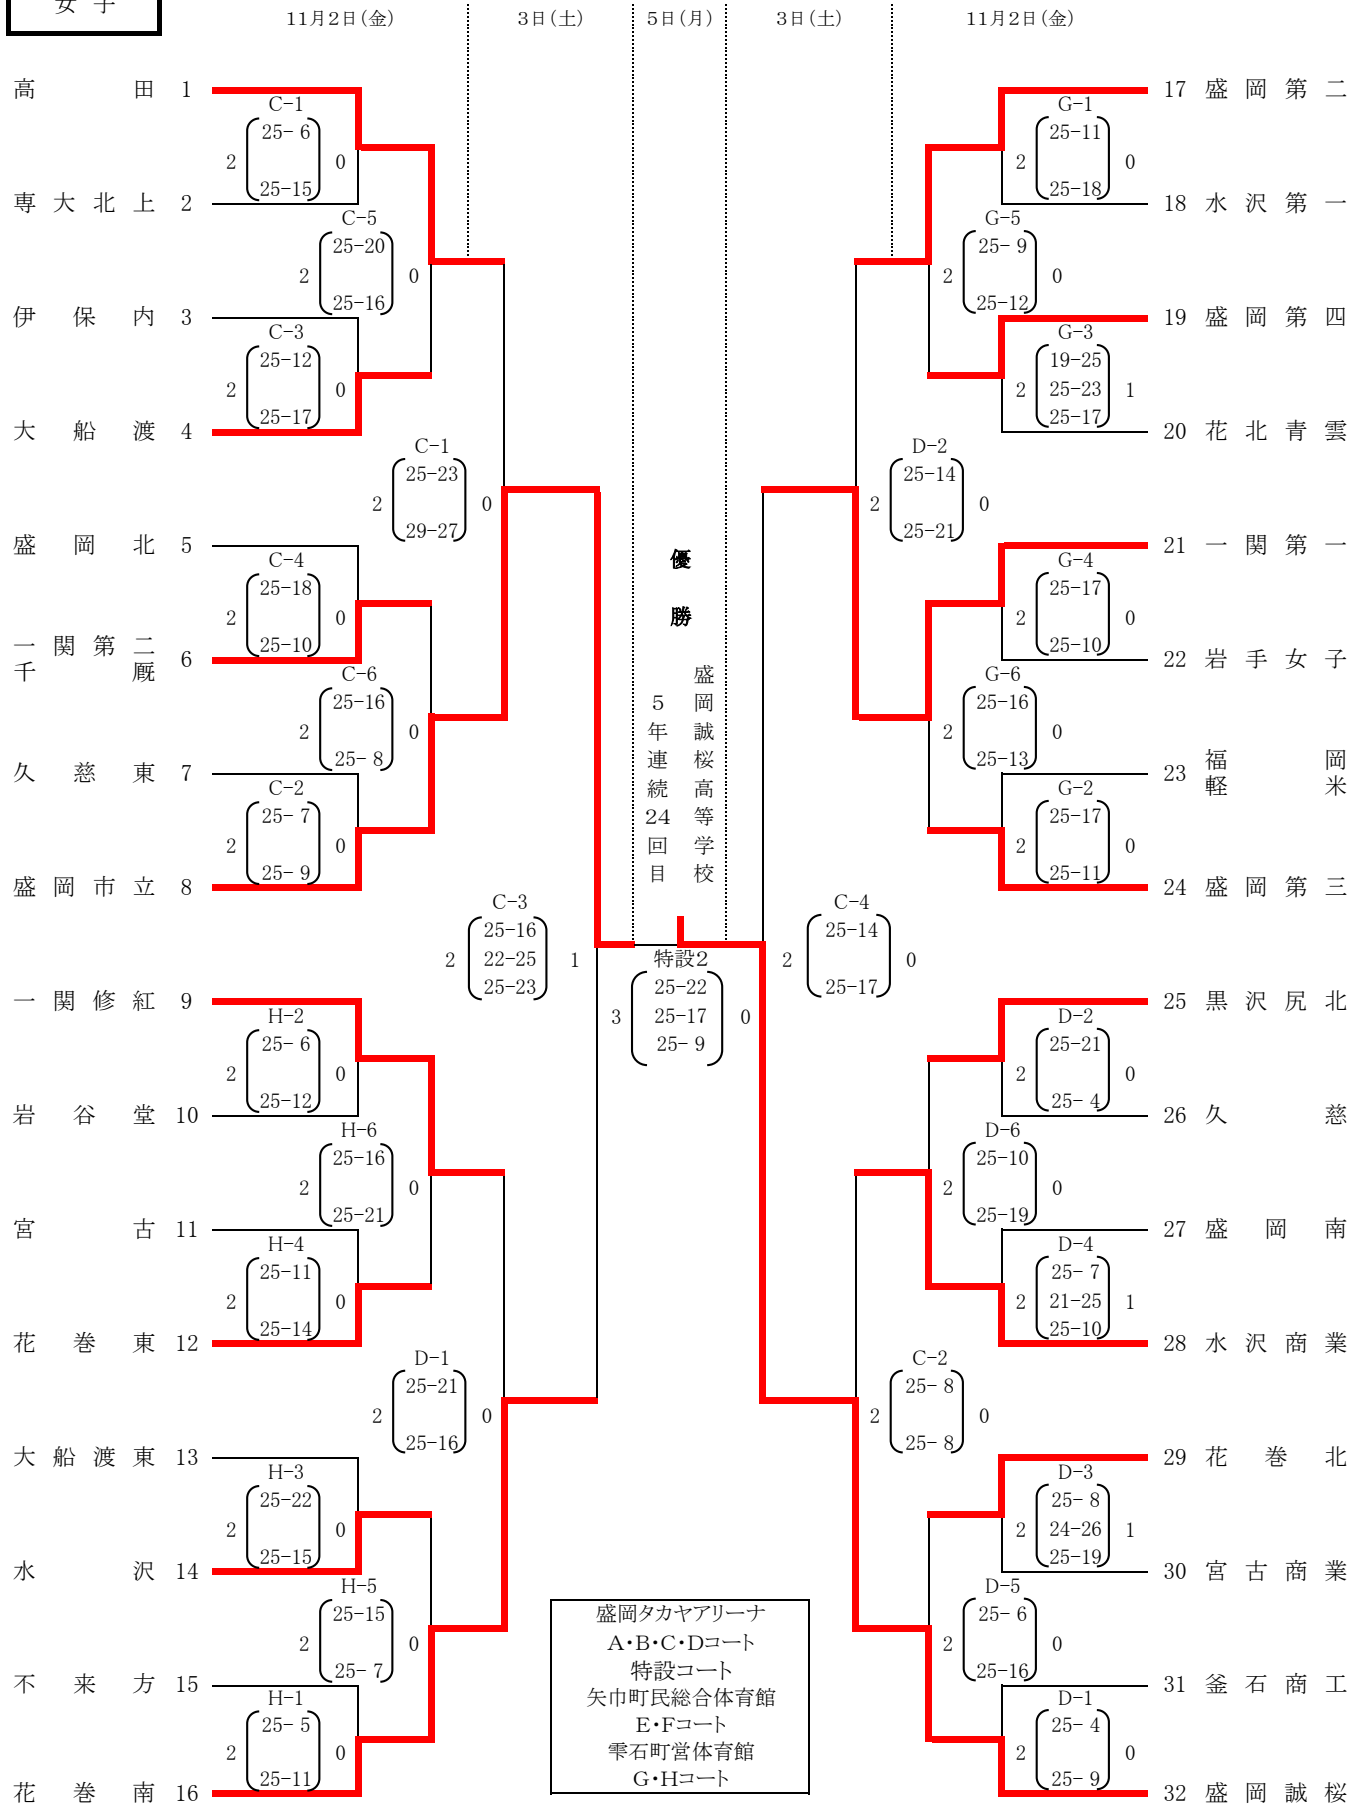 女子
11月2日(金) 3日(土) 5日(月) 3日(土) 11月2日(金)
高田 1
C-1
25- 6
2 0
25-15
専大北上 2
C-5
25-20
2 0
25-16
伊保内 3
C-3
25-12
2 0
25-17
大船渡 4
C-1
25-23
2 0
29-27
盛岡北 5
C-4
25-18
2 0
25-10
一関第二
千厩 6
C-6
25-16
2 0
25- 8
久慈東 7
C-2
25- 7
2 0
25- 9
盛岡市立 8
C-3
25-16
2 22-25 1
25-23
一関修紅 9
H-2
25- 6
2 0
25-12
岩谷堂 10
H-6
25-16
2 0
25-21
宮古 11
H-4
25-11
2 0
25-14
花巻東 12
D-1
25-21
2 0
25-16
大船渡東 13
H-3
25-22
2 0
25-15
水沢 14
H-5
25-15
2 0
25- 7
不来方 15
H-1
25- 5
2 0
25-11
花巻南 16
優勝
盛岡誠桜高等学校
5年連続24回目
特設2
25-22
3 25-17 0
25- 9
17 盛岡第二
G-1
25-11
2 0
25-18
18 水沢第一
G-5
25- 9
2 0
25-12
19 盛岡第四
G-3
19-25
2 25-23 1
25-17
20 花北青雲
D-2
25-14
2 0
25-21
21 一関第一
G-4
25-17
2 0
25-10
22 岩手女子
G-6
25-16
2 0
25-13
23 福岡
軽米
G-2
25-17
2 0
25-11
24 盛岡第三
C-4
25-14
2 0
25-17
25 黒沢尻北
D-2
25-21
2 0
25- 4
26 久慈
D-6
25-10
2 0
25-19
27 盛岡南
D-4
25- 7
2 21-25 1
25-10
28 水沢商業
C-2
25- 8
2 0
25- 8
29 花巻北
D-3
25- 8
2 24-26 1
25-19
30 宮古商業
D-5
25- 6
2 0
25-16
31 釜石商工
D-1
25- 4
2 0
25- 9
32 盛岡誠桜
盛岡タカヤアリーナ
A・B・C・Dコート
特設コート
矢巾町民総合体育館
E・Fコート
雫石町営体育館
G・Hコート